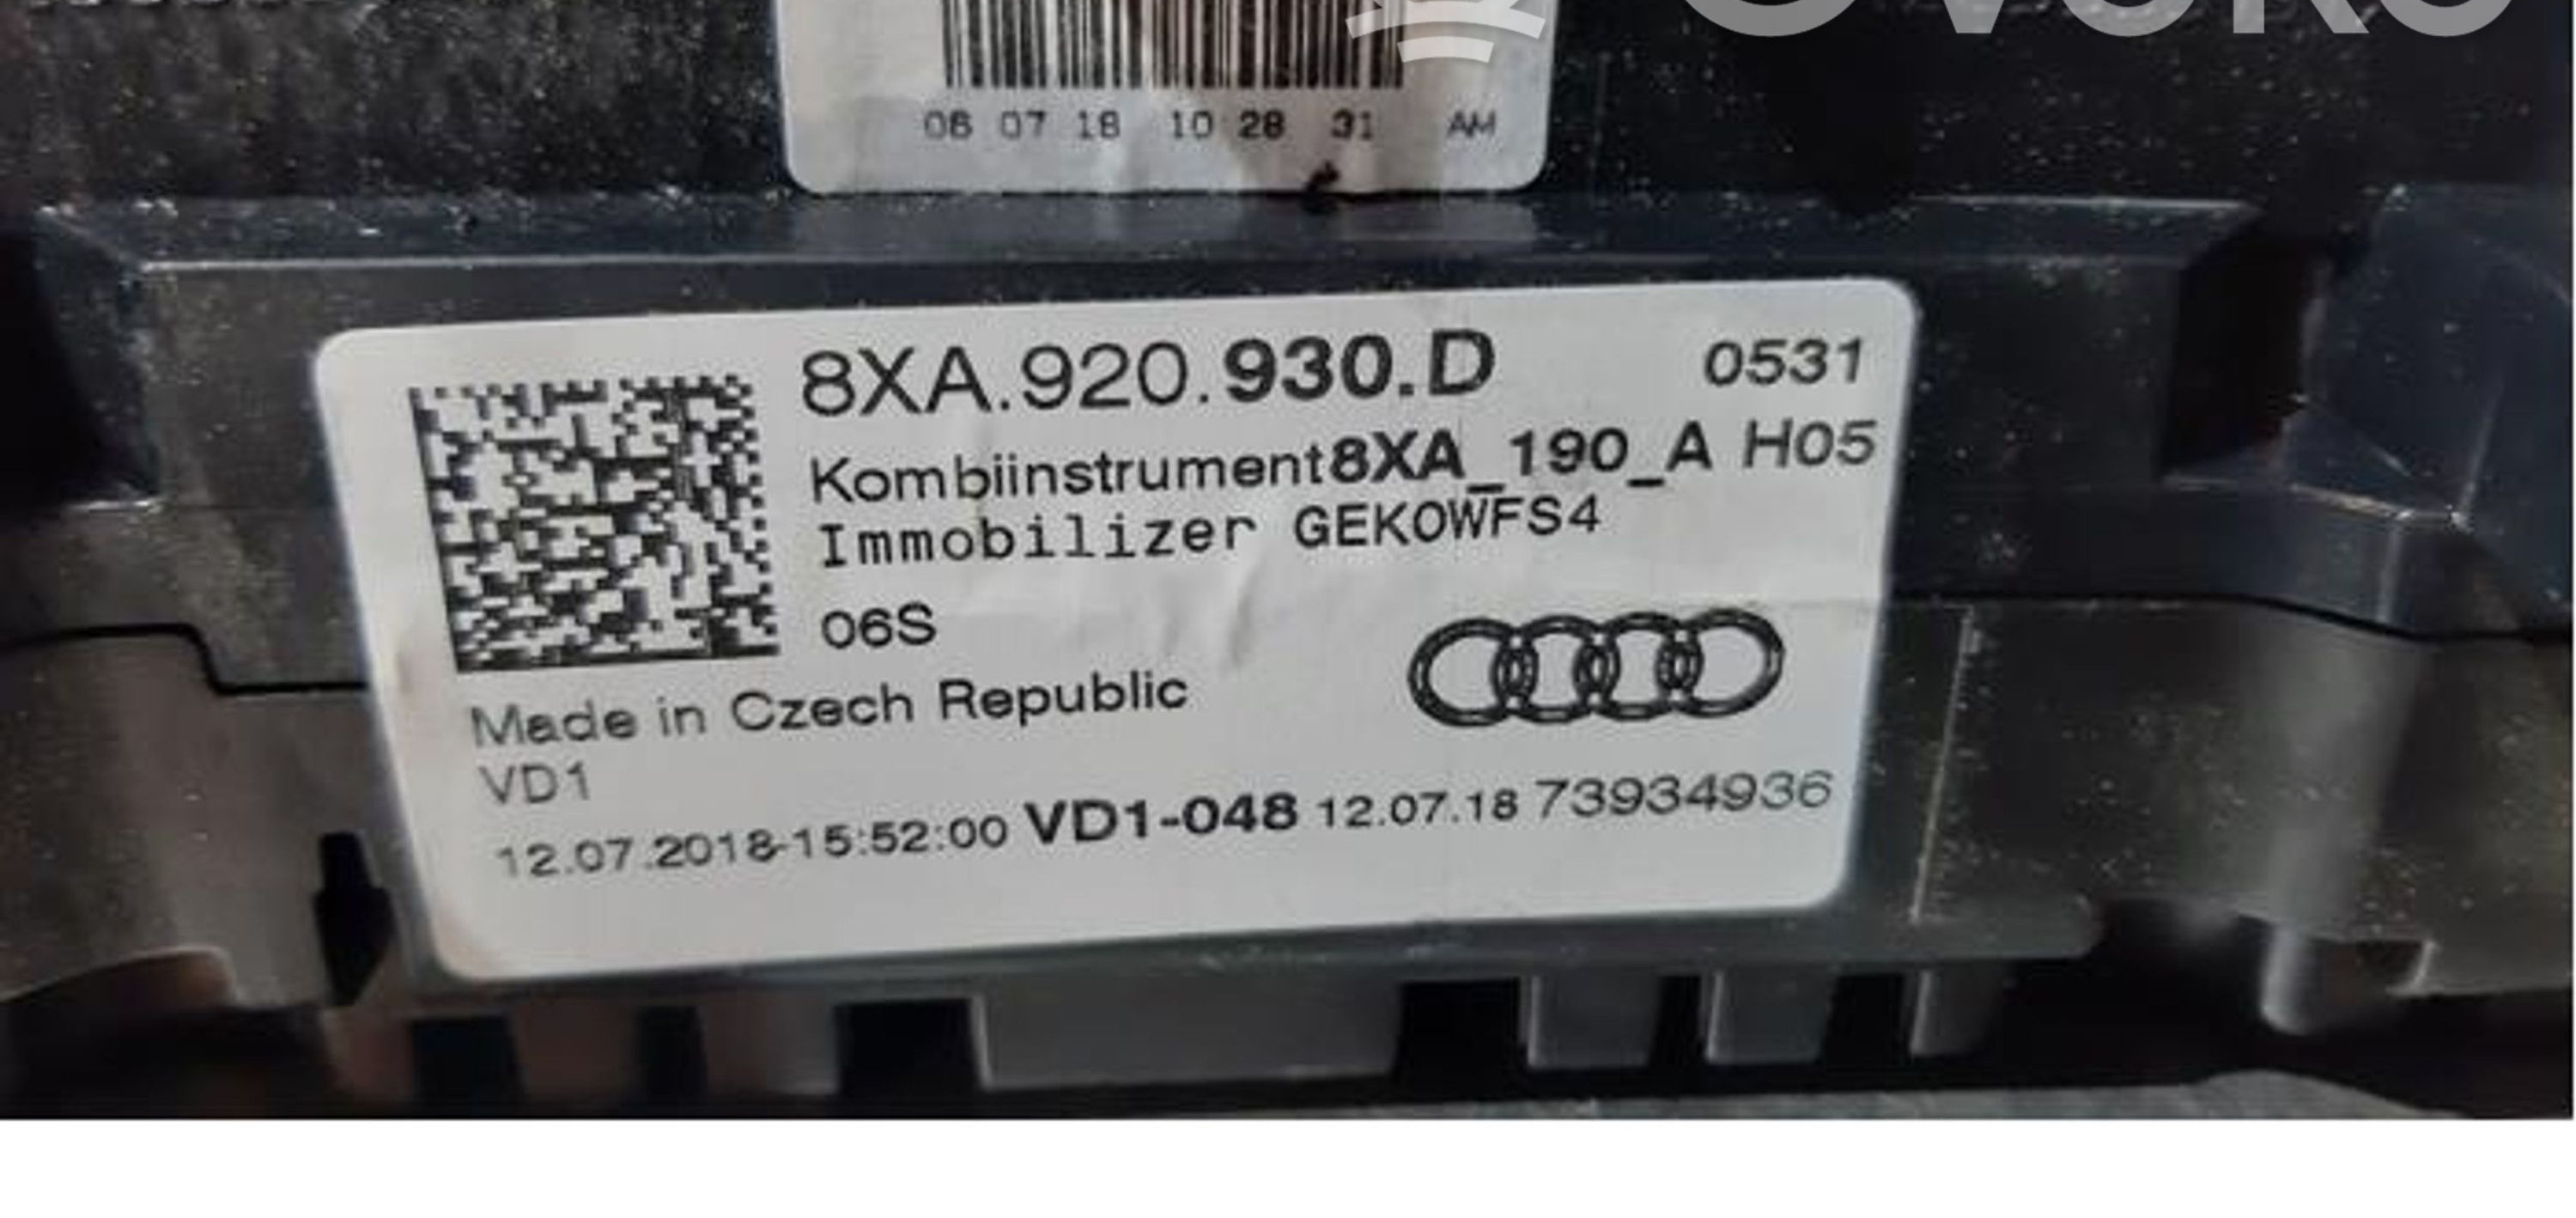 06 07 18 10 28 31 AM
8XA.920.930.D 0531
Kombiinstrument8XA_190_A H05
Immobilizer GEKOWFS4
06S
Made in Czech Republic
VD1
12.07.2018-15:52:00 VD1-048 12.07.18 73934936